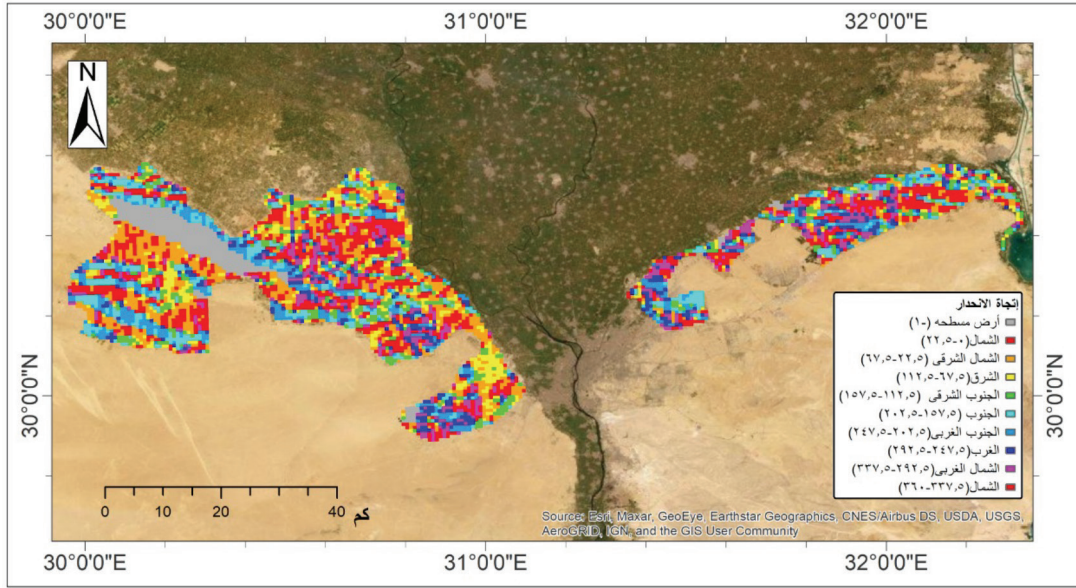 30°0'0"E 31°0'0"E 32°0'0"E
N
30°0'0"N
30°0'0"N
إتجاة الانحدار
أرض مسطحه (-١)
الشمال(٠-٢٢,٥)
الشمال الشرقى (٢٢,٥-٦٧,٥)
الشرق(٦٧,٥-١١٢,٥)
الجنوب الشرقى (١١٢,٥-١٥٧,٥)
الجنوب (١٥٧,٥-٢٠٢,٥)
الجنوب الغربى(٢٠٢,٥-٢٤٧,٥)
الغرب(٢٤٧,٥-٢٩٢,٥)
الشمال الغربى(٢٩٢,٥-٣٣٧,٥)
الشمال(٣٣٧,٥-٣٦٠)
0 10 20 40 كم
Source: Esri, Maxar, GeoEye, Earthstar Geographics, CNES/Airbus DS, USDA, USGS,
AeroGRID, IGN, and the GIS User Community
30°0'0"E 31°0'0"E 32°0'0"E